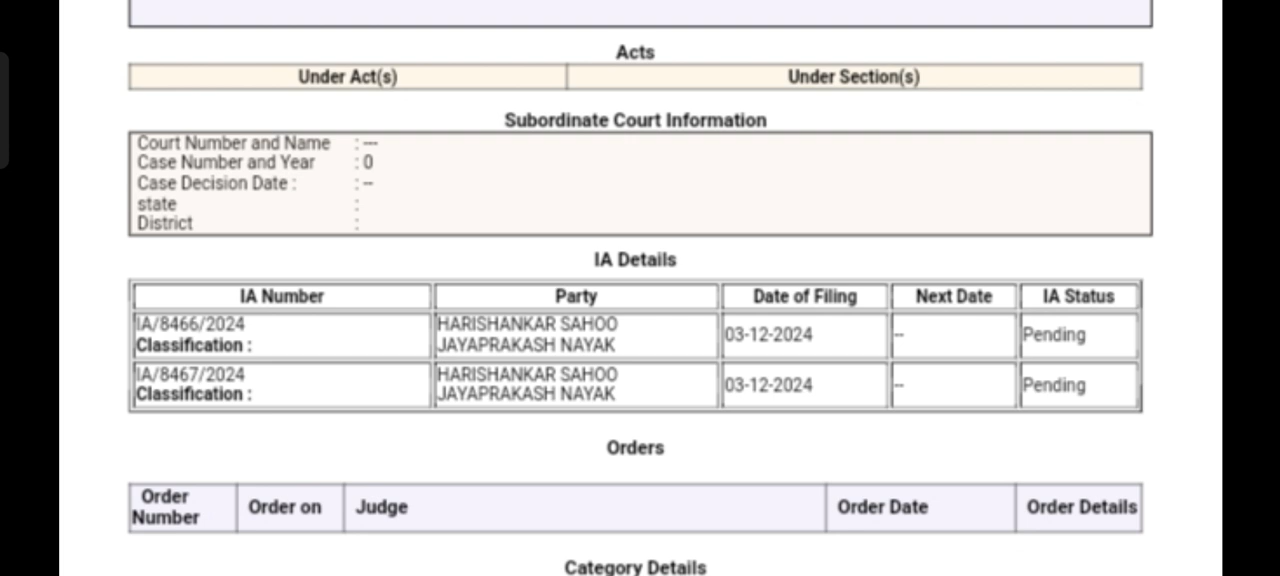 Acts
Under Act(s) Under Section(s)
Subordinate Court Information
Court Number and Name : ---
Case Number and Year : 0
Case Decision Date : : --
state :
District :
IA Details
IA Number Party Date of Filing Next Date IA Status
IA/8466/2024 HARISHANKAR SAHOO
Classification : JAYAPRAKASH NAYAK 03-12-2024 -- Pending
IA/8467/2024 HARISHANKAR SAHOO
Classification : JAYAPRAKASH NAYAK 03-12-2024 -- Pending
Orders
Order Number Order on Judge Order Date Order Details
Category Details